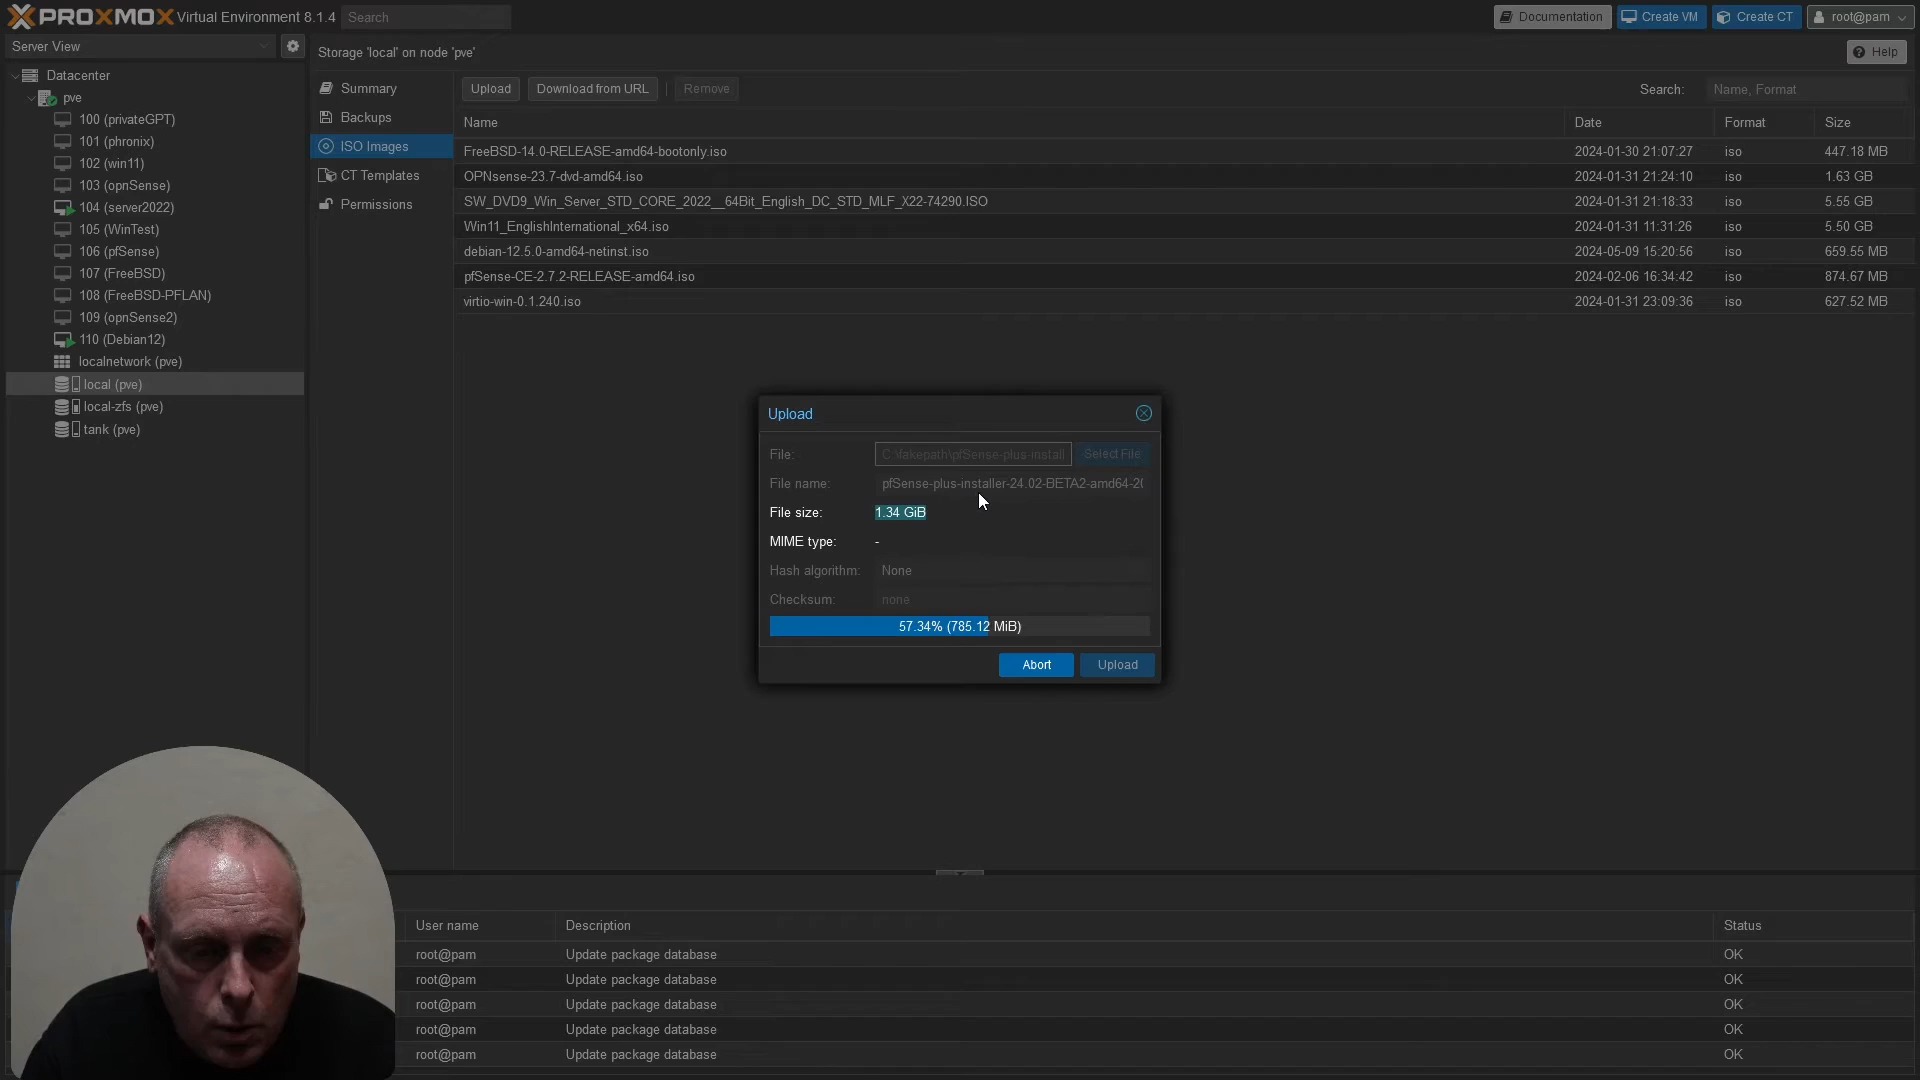 PROXMOX Virtual Environment 8.1.4 Search Documentation Create VM Create CT root@pam
Server View
Storage 'local' on node 'pve' Help
Datacenter
pve
100 (privateGPT)
101 (phronix)
102 (win11)
103 (opnSense)
104 (server2022)
105 (WinTest)
106 (pfSense)
107 (FreeBSD)
108 (FreeBSD-PFLAN)
109 (opnSense2)
110 (Debian12)
localnetwork (pve)
local (pve)
local-zfs (pve)
tank (pve)
Summary
Backups
ISO Images
CT Templates
Permissions
Upload Download from URL Remove Search: Name, Format
Name Date Format Size
FreeBSD-14.0-RELEASE-amd64-bootonly.iso 2024-01-30 21:07:27 iso 447.18 MB
OPNsense-23.7-dvd-amd64.iso 2024-01-31 21:24:10 iso 1.63 GB
SW_DVD9_Win_Server_STD_CORE_2022__64Bit_English_DC_STD_MLF_X22-74290.ISO 2024-01-31 21:18:33 iso 5.55 GB
Win11_EnglishInternational_x64.iso 2024-01-31 11:31:26 iso 5.50 GB
debian-12.5.0-amd64-netinst.iso 2024-05-09 15:20:56 iso 659.55 MB
pfSense-CE-2.7.2-RELEASE-amd64.iso 2024-02-06 16:34:42 iso 874.67 MB
virtio-win-0.1.240.iso 2024-01-31 23:09:36 iso 627.52 MB
Upload
File: C:\fakepath\pfSense-plus-install Select File
File name: pfSense-plus-installer-24.02-BETA2-amd64-20
File size: 1.34 GiB
MIME type: -
Hash algorithm: None
Checksum: none
57.34% (785.12 MiB)
Abort Upload
User name Description Status
root@pam Update package database OK
root@pam Update package database OK
root@pam Update package database OK
root@pam Update package database OK
root@pam Update package database OK